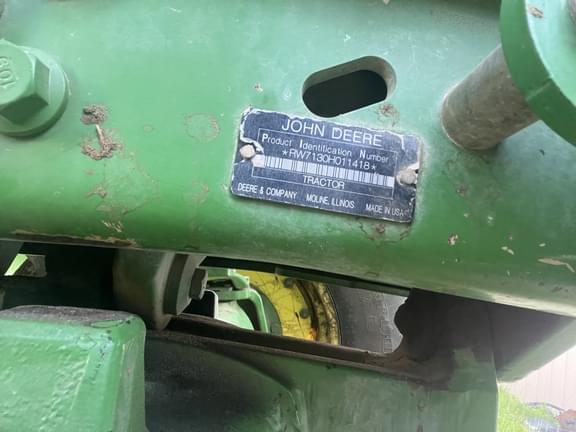 JOHN DEERE
Product Identification Number
*RW7130H011418*
TRACTOR
DEERE & COMPANY MOLINE, ILLINOIS MADE IN USA